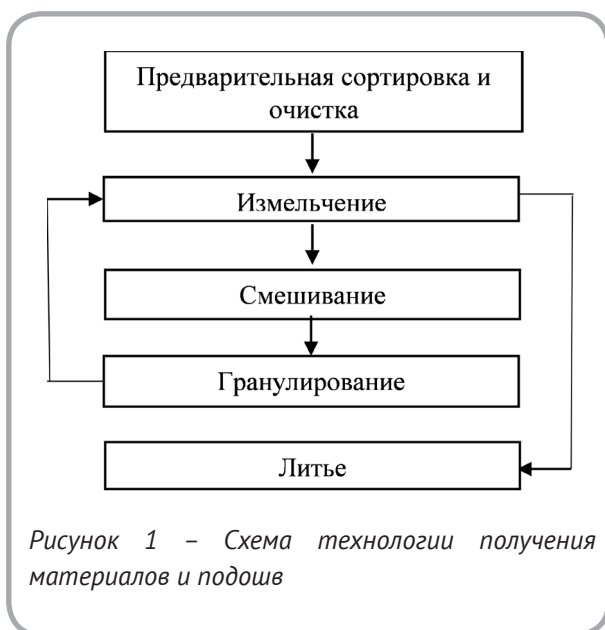 Предварительная сортировка и
очистка
Измельчение
Смешивание
Гранулирование
Литье
Рисунок 1 – Схема технологии получения
материалов и подошв